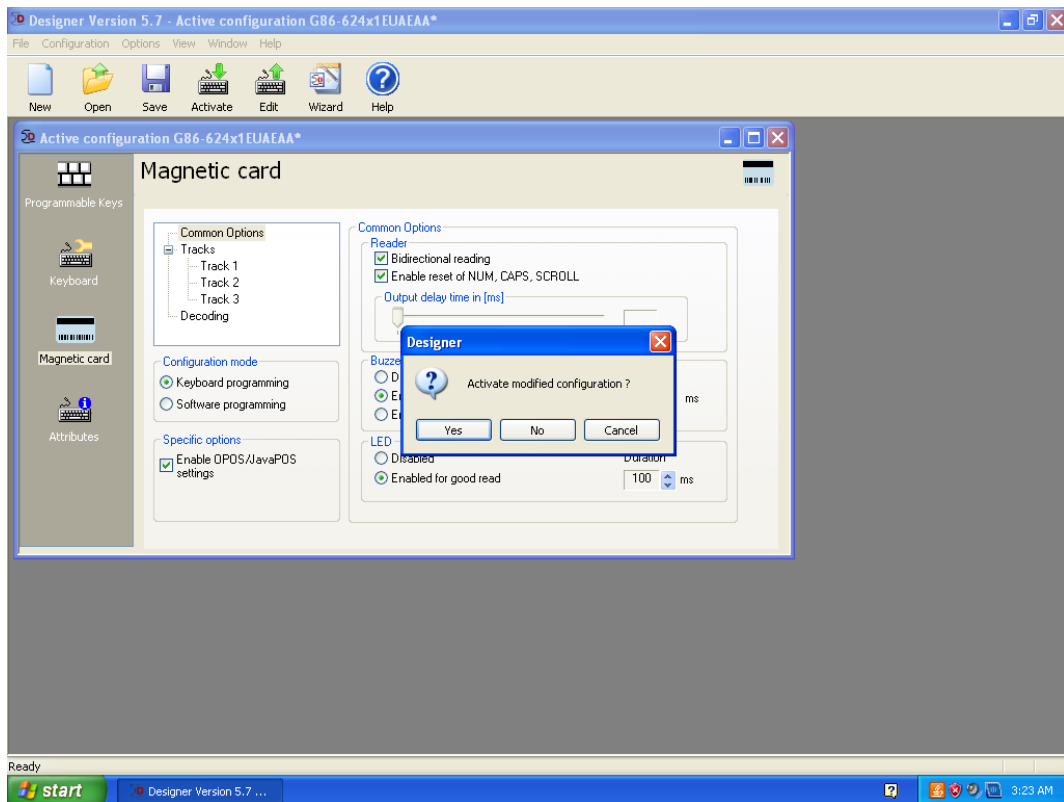 Designer Version 5.7 - Active configuration G86-624x1EUAEAA*
File Configuration Options View Window Help
New Open Save Activate Edit Wizard Help
Active configuration G86-624x1EUAEAA*
Programmable Keys
Keyboard
Magnetic card
Attributes
Magnetic card
Common Options
Tracks
Track 1
Track 2
Track 3
Decoding
Configuration mode
Keyboard programming
Software programming
Specific options
Enable OPOS/JavaPOS
settings
Common Options
Reader
Bidirectional reading
Enable reset of NUM, CAPS, SCROLL
Output delay time in [ms]
Designer
Activate modified configuration ?
Yes No Cancel
ms
LED
Disabled Duration
Enabled for good read 100 ms
Ready
start Designer Version 5.7 ... 3:23 AM